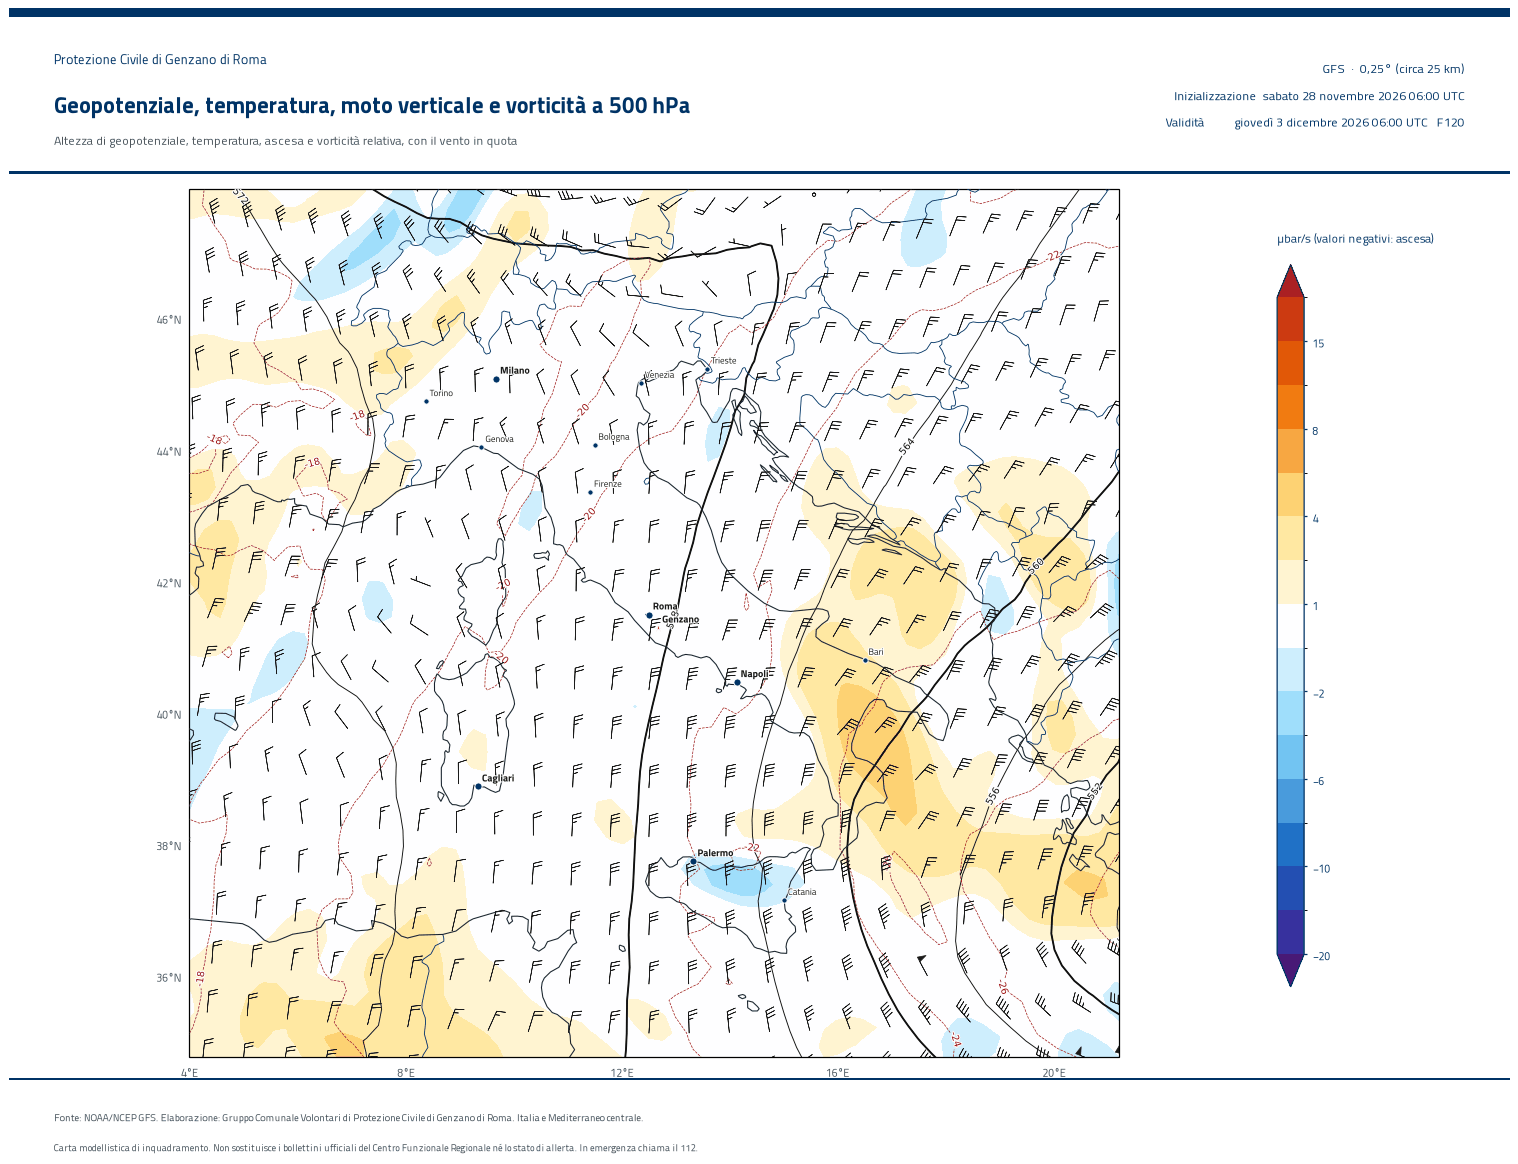 Protezione Civile di Genzano di Roma
Geopotenziale, temperatura, moto verticale e vorticità a 500 hPa
Altezza di geopotenziale, temperatura, ascesa e vorticità relativa, con il vento in quota
GFS · 0,25° (circa 25 km)
Inizializzazione sabato 28 novembre 2026 06:00 UTC
Validità giovedì 3 dicembre 2026 06:00 UTC F120
µbar/s (valori negativi: ascesa)
15
8
4
1
−2
−6
−10
−20
46°N
44°N
42°N
40°N
38°N
36°N
4°E
8°E
12°E
16°E
20°E
572
-22
Trieste
Milano
Venezia
Torino
-18
-20
-18
Genova
Bologna
564
-18
Firenze
-20
560
Roma
Genzano
-20
Bari
Napoli
Cagliari
556
552
Palermo
-22
Catania
-18
-26
-24
Fonte: NOAA/NCEP GFS. Elaborazione: Gruppo Comunale Volontari di Protezione Civile di Genzano di Roma. Italia e Mediterraneo centrale.
Carta modellistica di inquadramento. Non sostituisce i bollettini ufficiali del Centro Funzionale Regionale né lo stato di allerta. In emergenza chiama il 112.